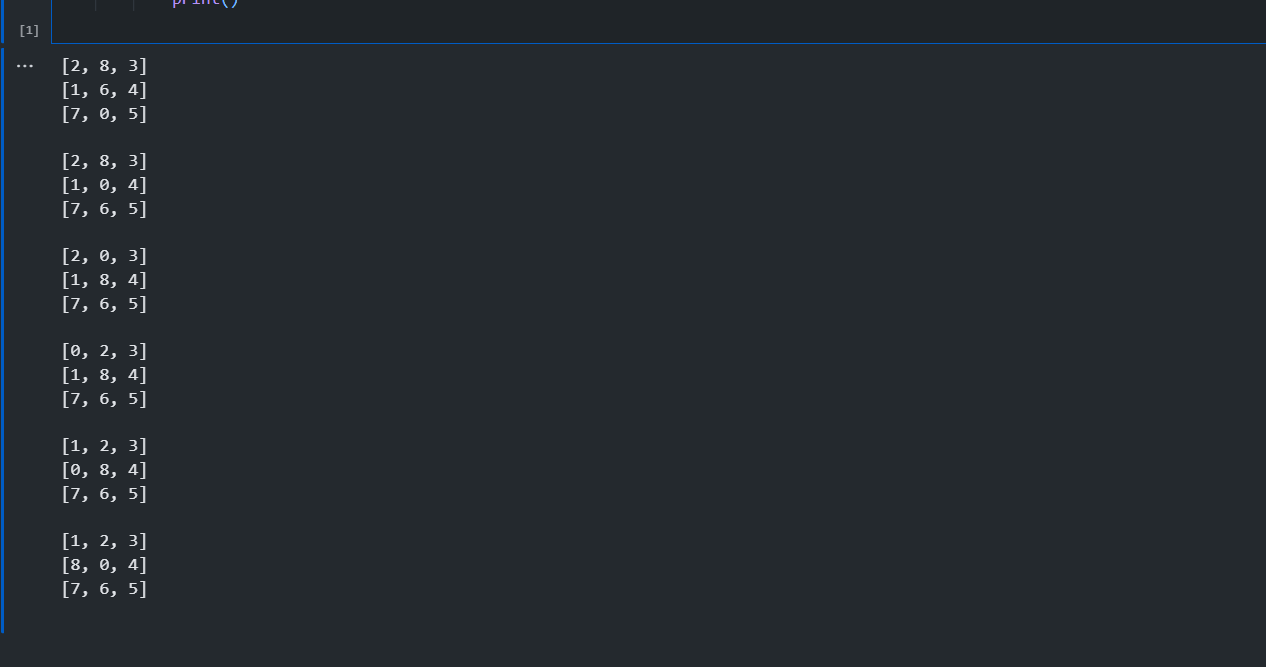 print()
[1]
...
[2, 8, 3]
[1, 6, 4]
[7, 0, 5]
[2, 8, 3]
[1, 0, 4]
[7, 6, 5]
[2, 0, 3]
[1, 8, 4]
[7, 6, 5]
[0, 2, 3]
[1, 8, 4]
[7, 6, 5]
[1, 2, 3]
[0, 8, 4]
[7, 6, 5]
[1, 2, 3]
[8, 0, 4]
[7, 6, 5]